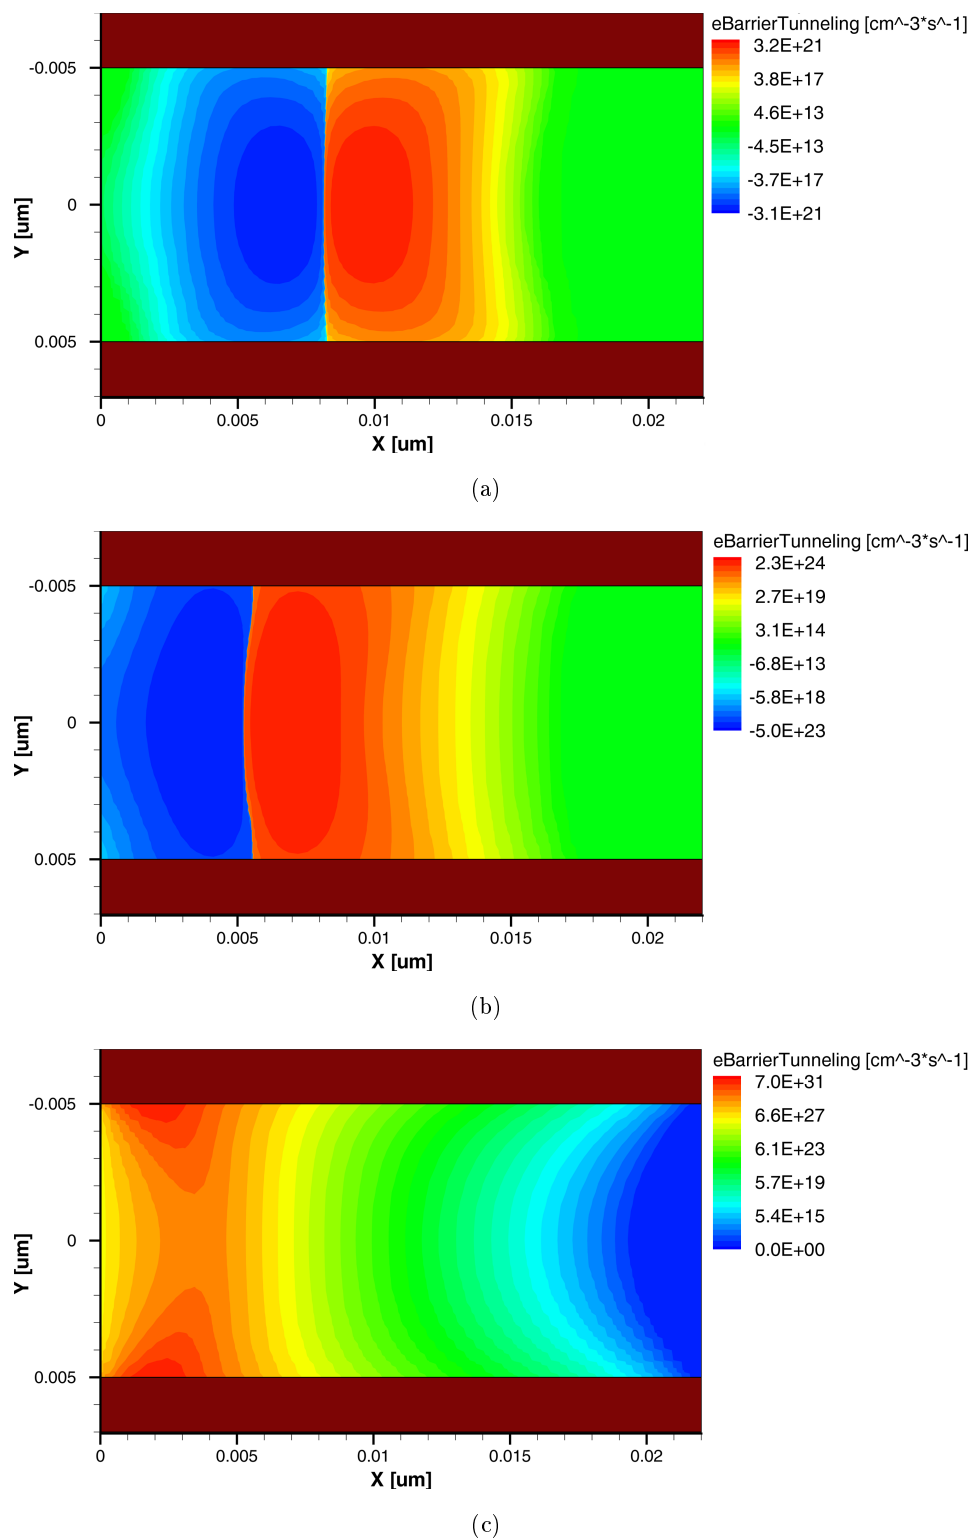 eBarrierTunneling [cm^-3*s^-1]
3.2E+21
3.8E+17
4.6E+13
-4.5E+13
-3.7E+17
-3.1E+21
-0.005
0
0.005
Y [um]
0 0.005 0.01 0.015 0.02
X [um]
(a)
eBarrierTunneling [cm^-3*s^-1]
2.3E+24
2.7E+19
3.1E+14
-6.8E+13
-5.8E+18
-5.0E+23
-0.005
0
0.005
Y [um]
0 0.005 0.01 0.015 0.02
X [um]
(b)
eBarrierTunneling [cm^-3*s^-1]
7.0E+31
6.6E+27
6.1E+23
5.7E+19
5.4E+15
0.0E+00
-0.005
0
0.005
Y [um]
0 0.005 0.01 0.015 0.02
X [um]
(c)